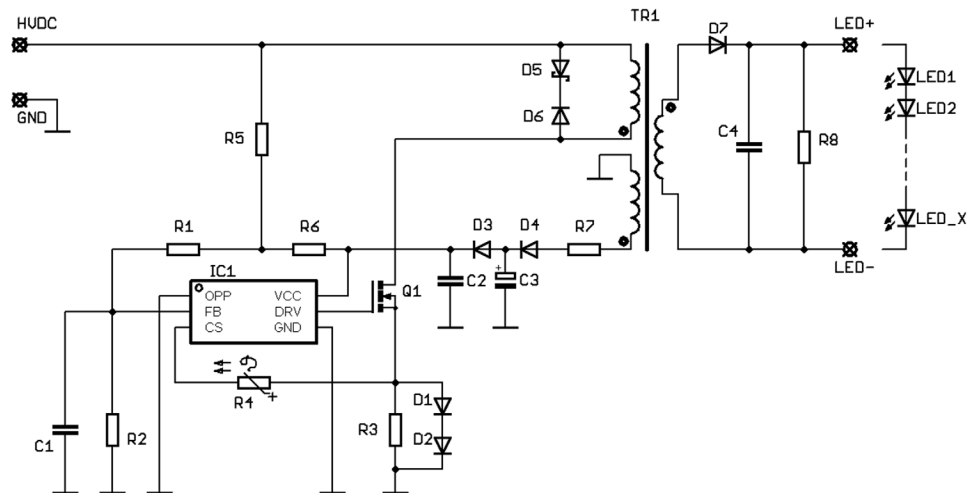 HVDC
TR1
D7
LED+
D5
LED1
GND
LED2
D6
R5
C4
R8
R1
R6
D3
D4
R7
LED_X
IC1
LED-
OPP
VCC
C2
C3
Q1
FB
DRV
CS
GND
R4
+
D1
R3
D2
C1
R2
+